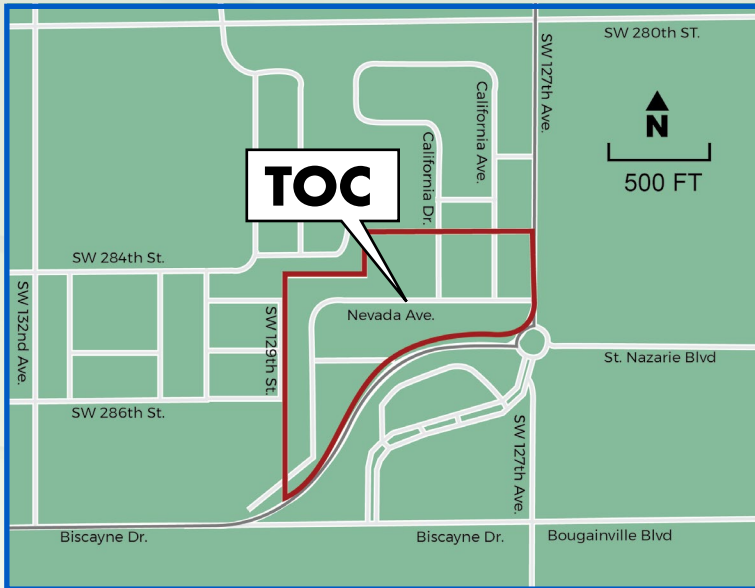 SW 280th ST.
SW 127th Ave.
California Ave.
N
500 FT
California Dr.
TOC
SW 284th St.
SW 132nd Ave.
SW 129th St.
Nevada Ave.
St. Nazarie Blvd
SW 286th St.
SW 127th Ave.
Biscayne Dr.
Biscayne Dr.
Bougainville Blvd